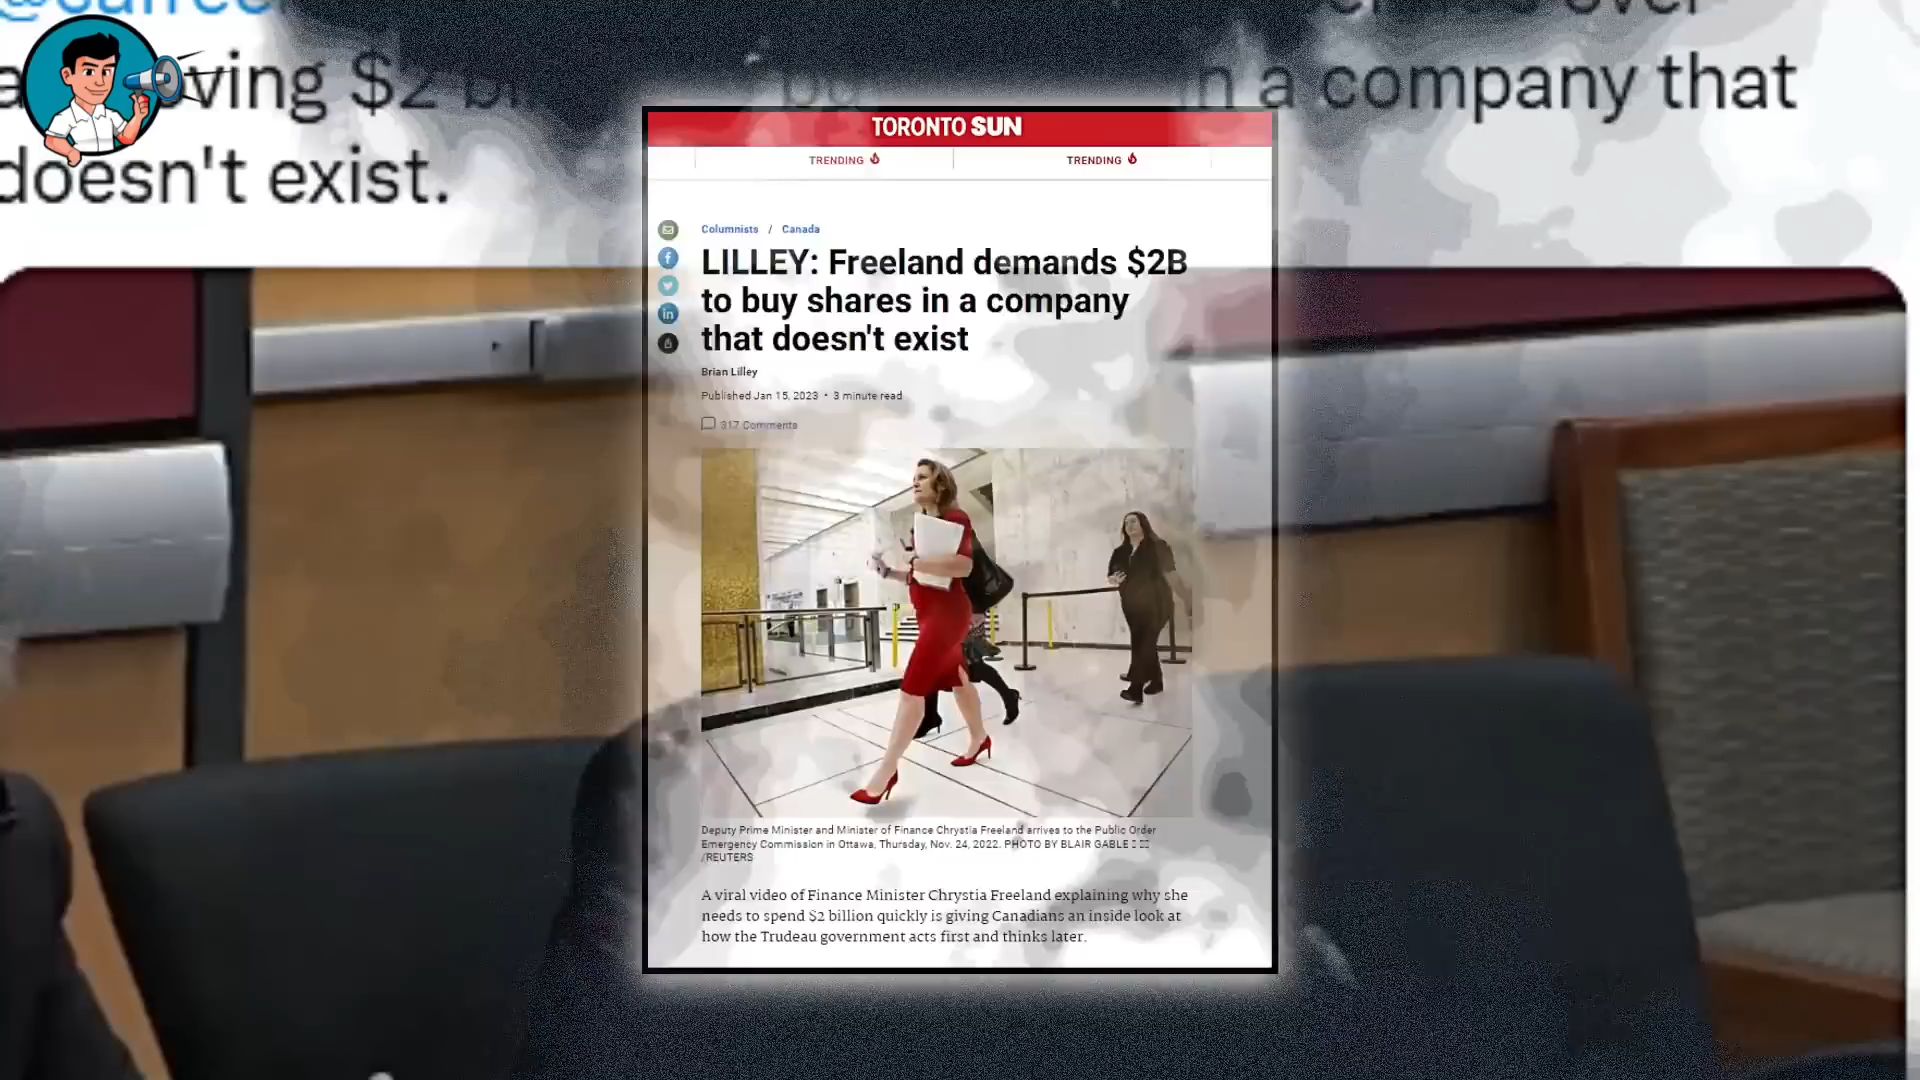 ving $2
n a company that
doesn't exist.
TORONTO SUN
TRENDING TRENDING
Columnists / Canada
LILLEY: Freeland demands $2B
to buy shares in a company
that doesn't exist
Brian Lilley
Published Jan 15, 2023 • 3 minute read
317 Comments
Deputy Prime Minister and Minister of Finance Chrystia Freeland arrives to the Public Order
Emergency Commission in Ottawa, Thursday, Nov. 24, 2022. PHOTO BY BLAIR GABLE
/REUTERS
A viral video of Finance Minister Chrystia Freeland explaining why she
needs to spend $2 billion quickly is giving Canadians an inside look at
how the Trudeau government acts first and thinks later.